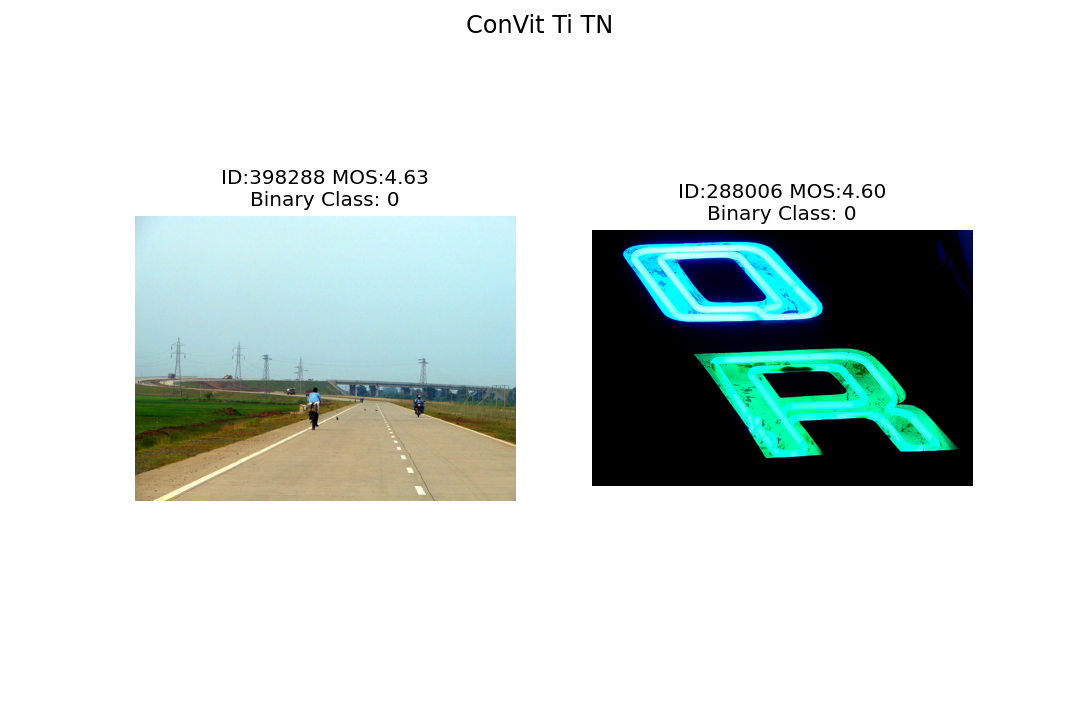 ConVit Ti TN
ID:398288 MOS:4.63
Binary Class: 0
ID:288006 MOS:4.60
Binary Class: 0
O
R